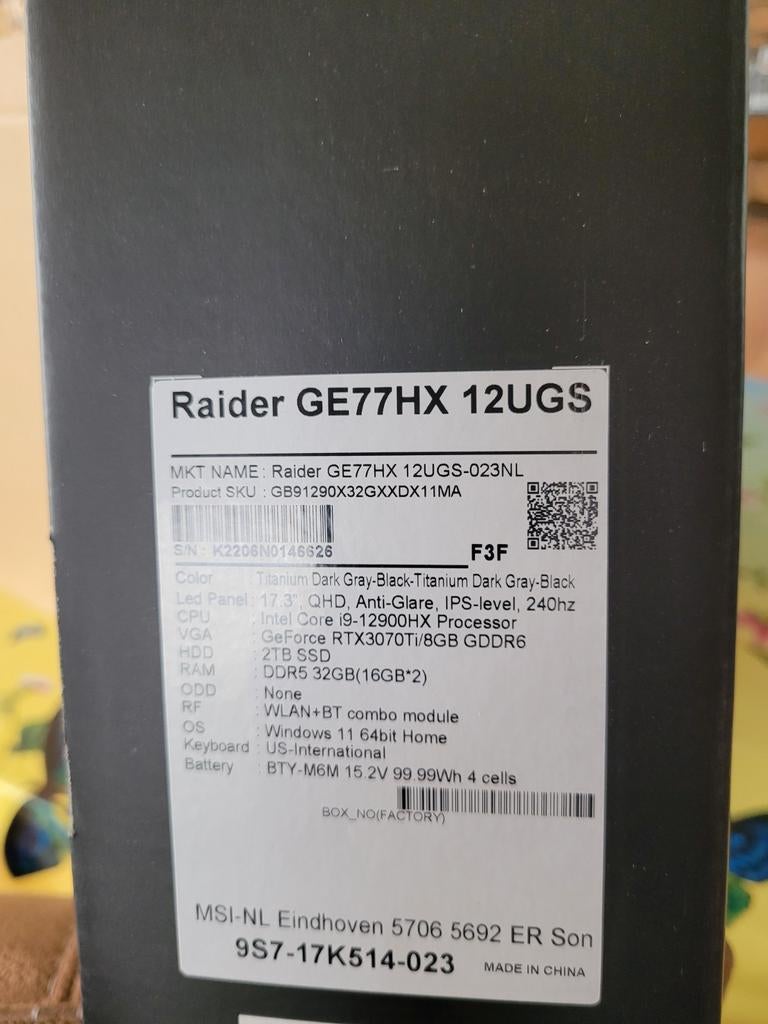 Raider GE77HX 12UGS
MKT NAME : Raider GE77HX 12UGS-023NL
Product SKU : GB91290X32GXXDX11MA
S/N : K2206N0146626
F3F
Color : Titanium Dark Gray-Black-Titanium Dark Gray-Black
Led Panel : 17.3", QHD, Anti-Glare, IPS-level, 240hz
CPU : Intel Core i9-12900HX Processor
VGA : GeForce RTX3070Ti/8GB GDDR6
HDD : 2TB SSD
RAM : DDR5 32GB(16GB*2)
ODD : None
RF : WLAN+BT combo module
OS : Windows 11 64bit Home
Keyboard : US-International
Battery : BTY-M6M 15.2V 99.99Wh 4 cells
BOX_NO(FACTORY)
MSI-NL Eindhoven 5706 5692 ER Son
9S7-17K514-023 MADE IN CHINA